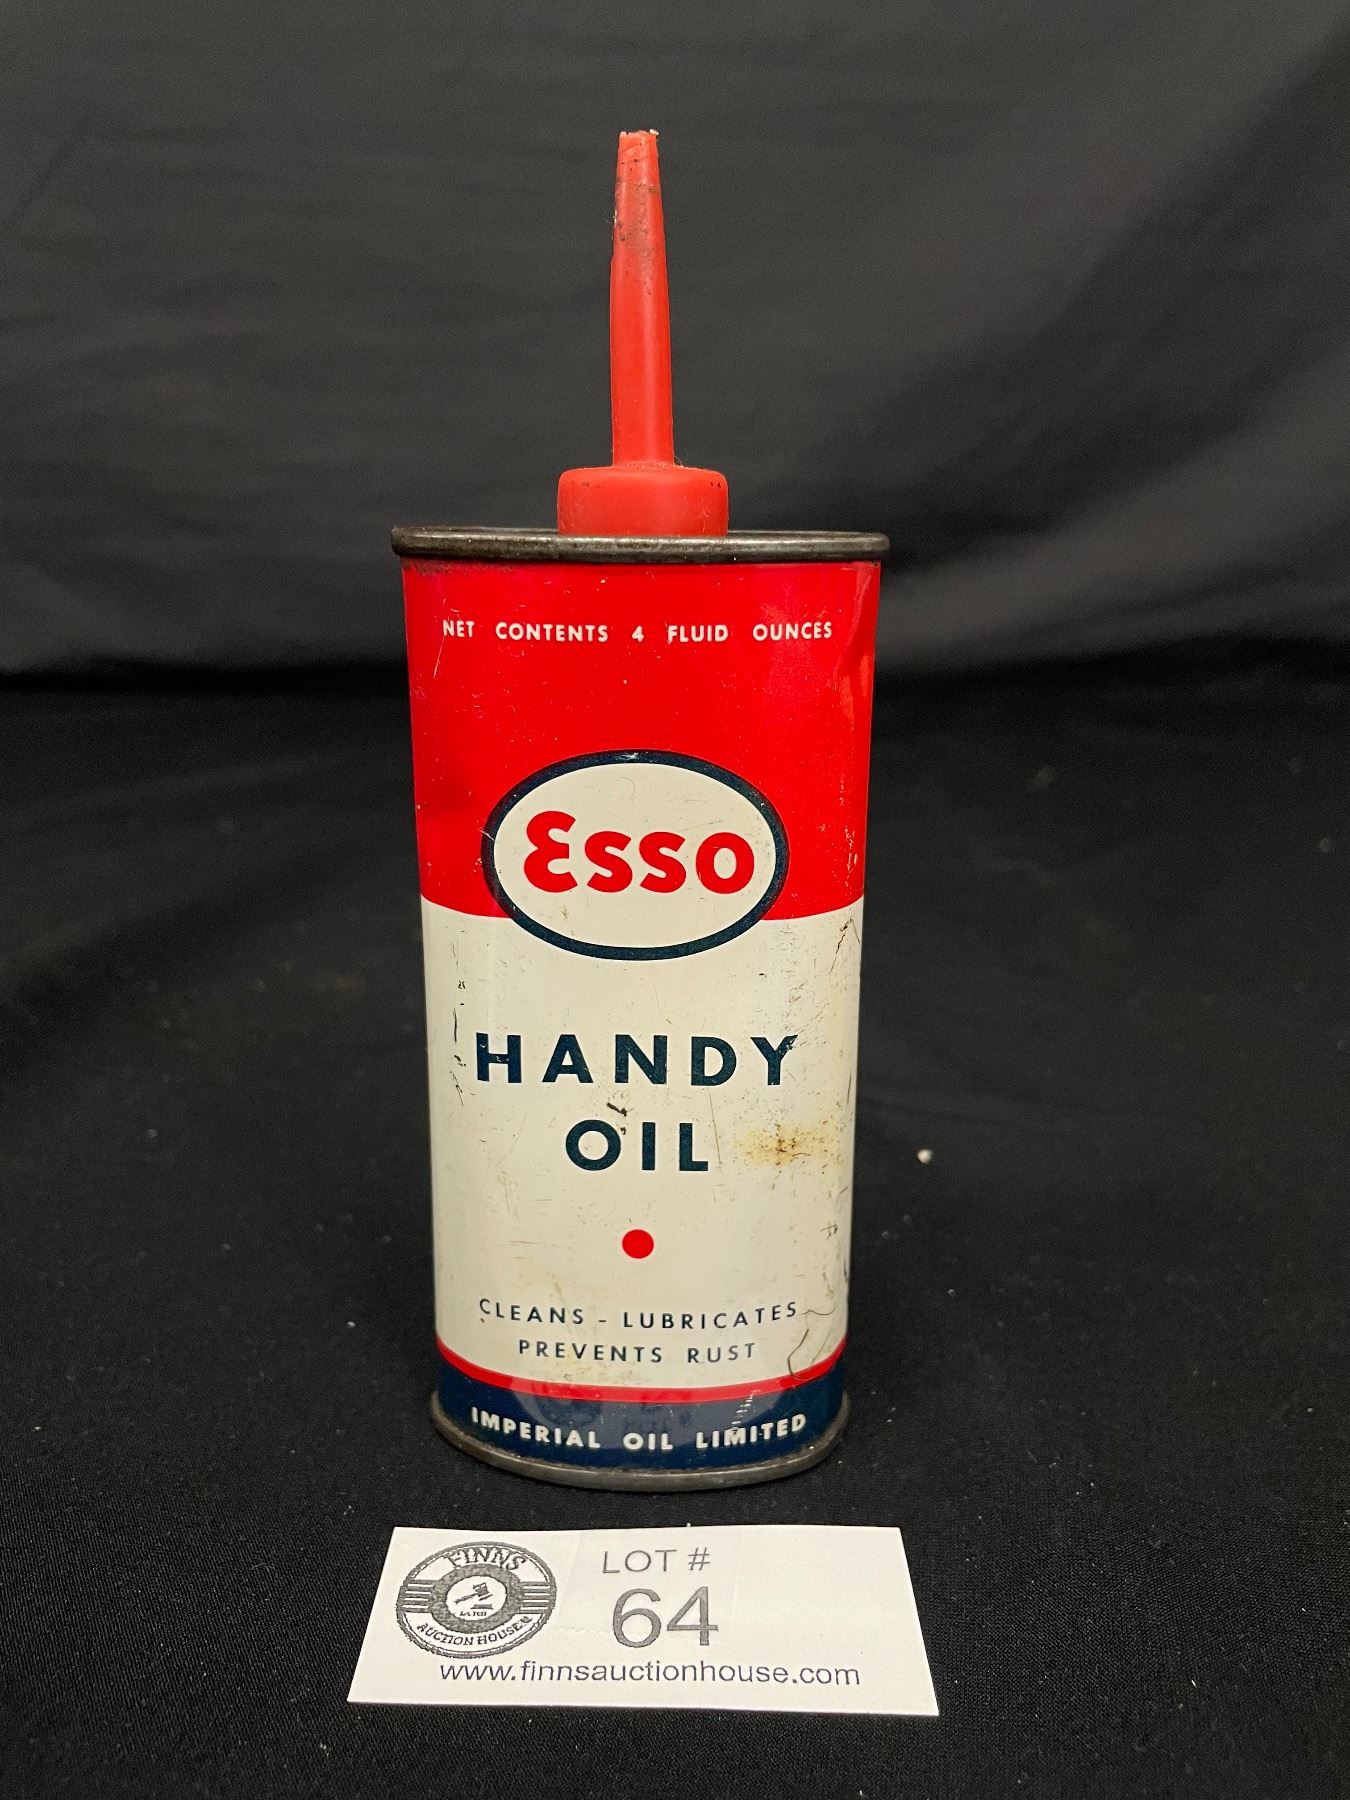 NET CONTENTS 4 FLUID OUNCES
Esso
HANDY
OIL
CLEANS - LUBRICATES
PREVENTS RUST
IMPERIAL OIL LIMITED
FINNS
AUCTION HOUSE
LOT #
64
www.finnsauctionhouse.com